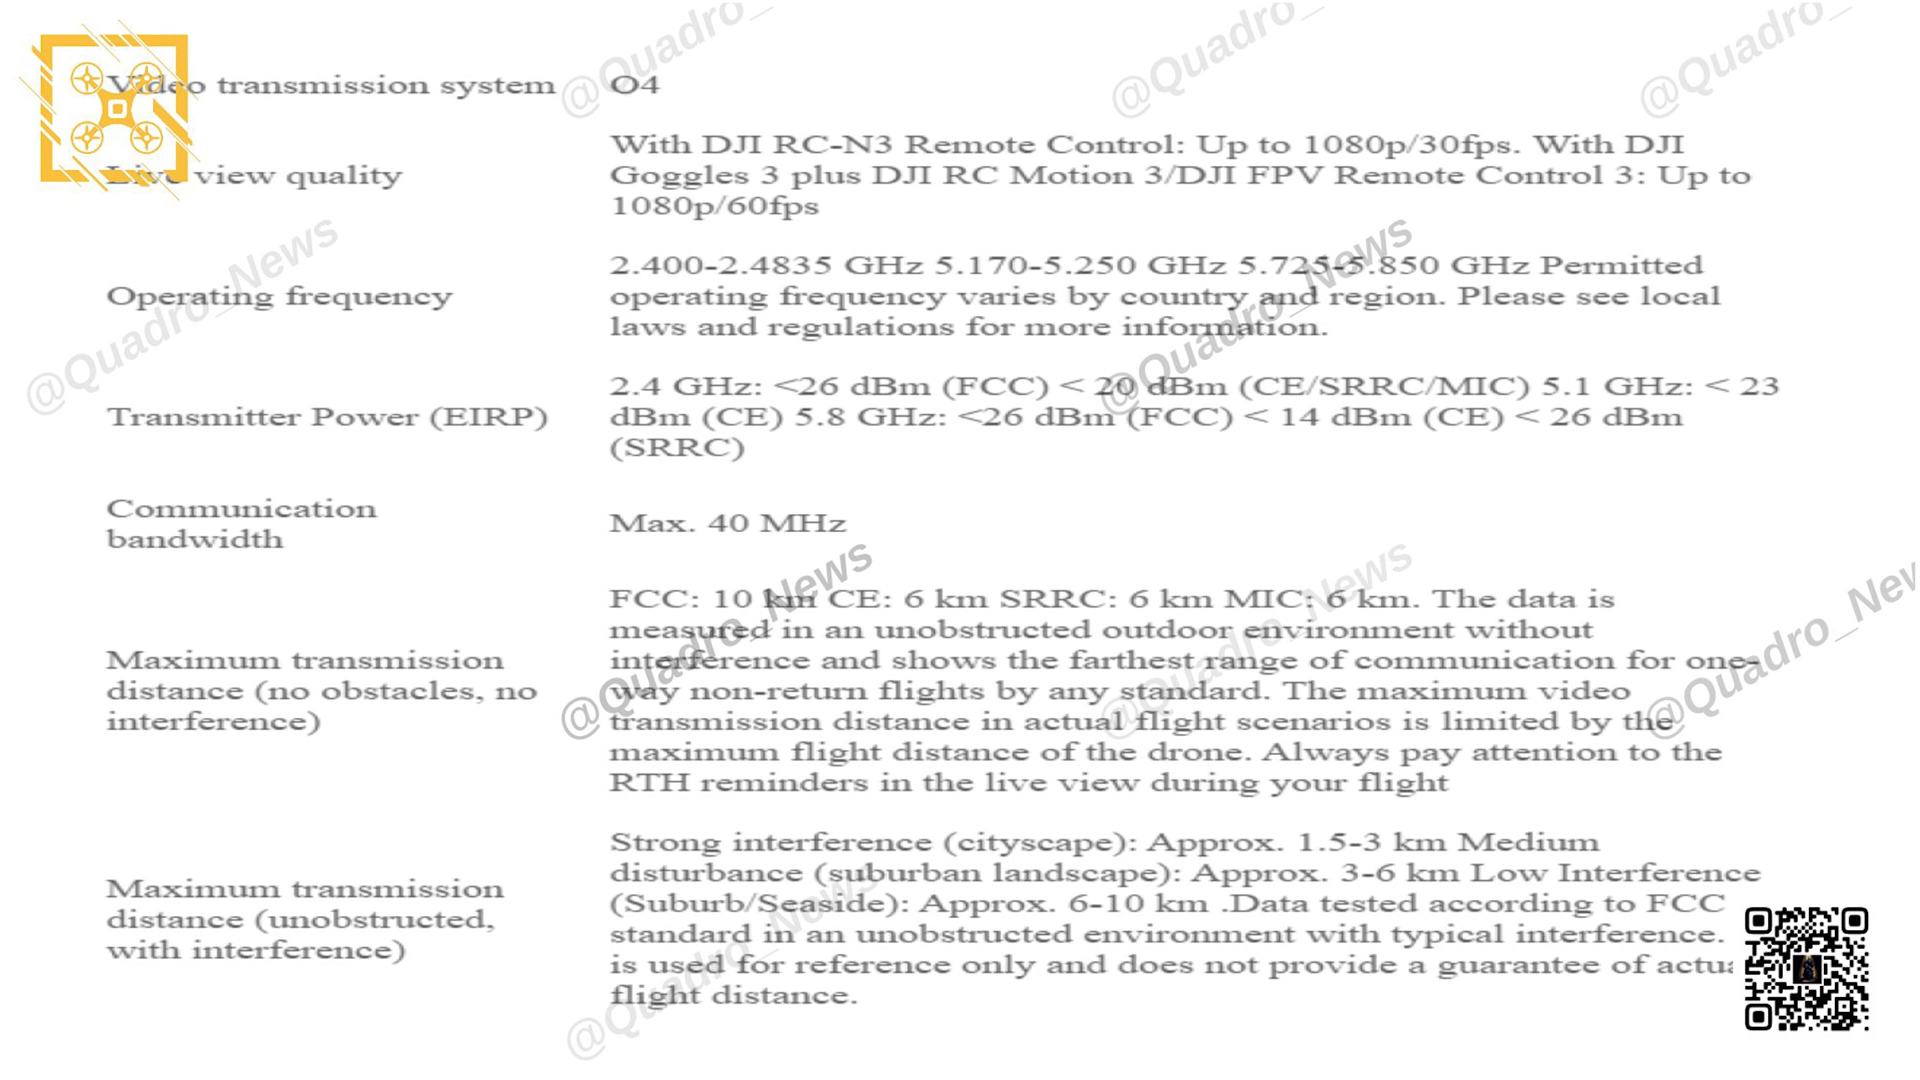 @Quadro_
@Quadro_
@Quadro_
Video transmission system
O4
Live view quality
With DJI RC-N3 Remote Control: Up to 1080p/30fps. With DJI
Goggles 3 plus DJI RC Motion 3/DJI FPV Remote Control 3: Up to
1080p/60fps
@Quadro_News
@Quadro_News
Operating frequency
2.400-2.4835 GHz 5.170-5.250 GHz 5.725-5.850 GHz Permitted
operating frequency varies by country and region. Please see local
laws and regulations for more information.
Transmitter Power (EIRP)
2.4 GHz: <26 dBm (FCC) < 20 dBm (CE/SRRC/MIC) 5.1 GHz: < 23
dBm (CE) 5.8 GHz: <26 dBm (FCC) < 14 dBm (CE) < 26 dBm
(SRRC)
Communication
bandwidth
Max. 40 MHz
@Quadro_News
@Quadro_News
@Quadro_New
Maximum transmission
distance (no obstacles, no
interference)
FCC: 10 km CE: 6 km SRRC: 6 km MIC: 6 km. The data is
measured in an unobstructed outdoor environment without
interference and shows the farthest range of communication for one-
way non-return flights by any standard. The maximum video
transmission distance in actual flight scenarios is limited by the
maximum flight distance of the drone. Always pay attention to the
RTH reminders in the live view during your flight
Maximum transmission
distance (unobstructed,
with interference)
Strong interference (cityscape): Approx. 1.5-3 km Medium
disturbance (suburban landscape): Approx. 3-6 km Low Interference
(Suburb/Seaside): Approx. 6-10 km .Data tested according to FCC
standard in an unobstructed environment with typical interference.
is used for reference only and does not provide a guarantee of actua
flight distance.
@Quadro_News